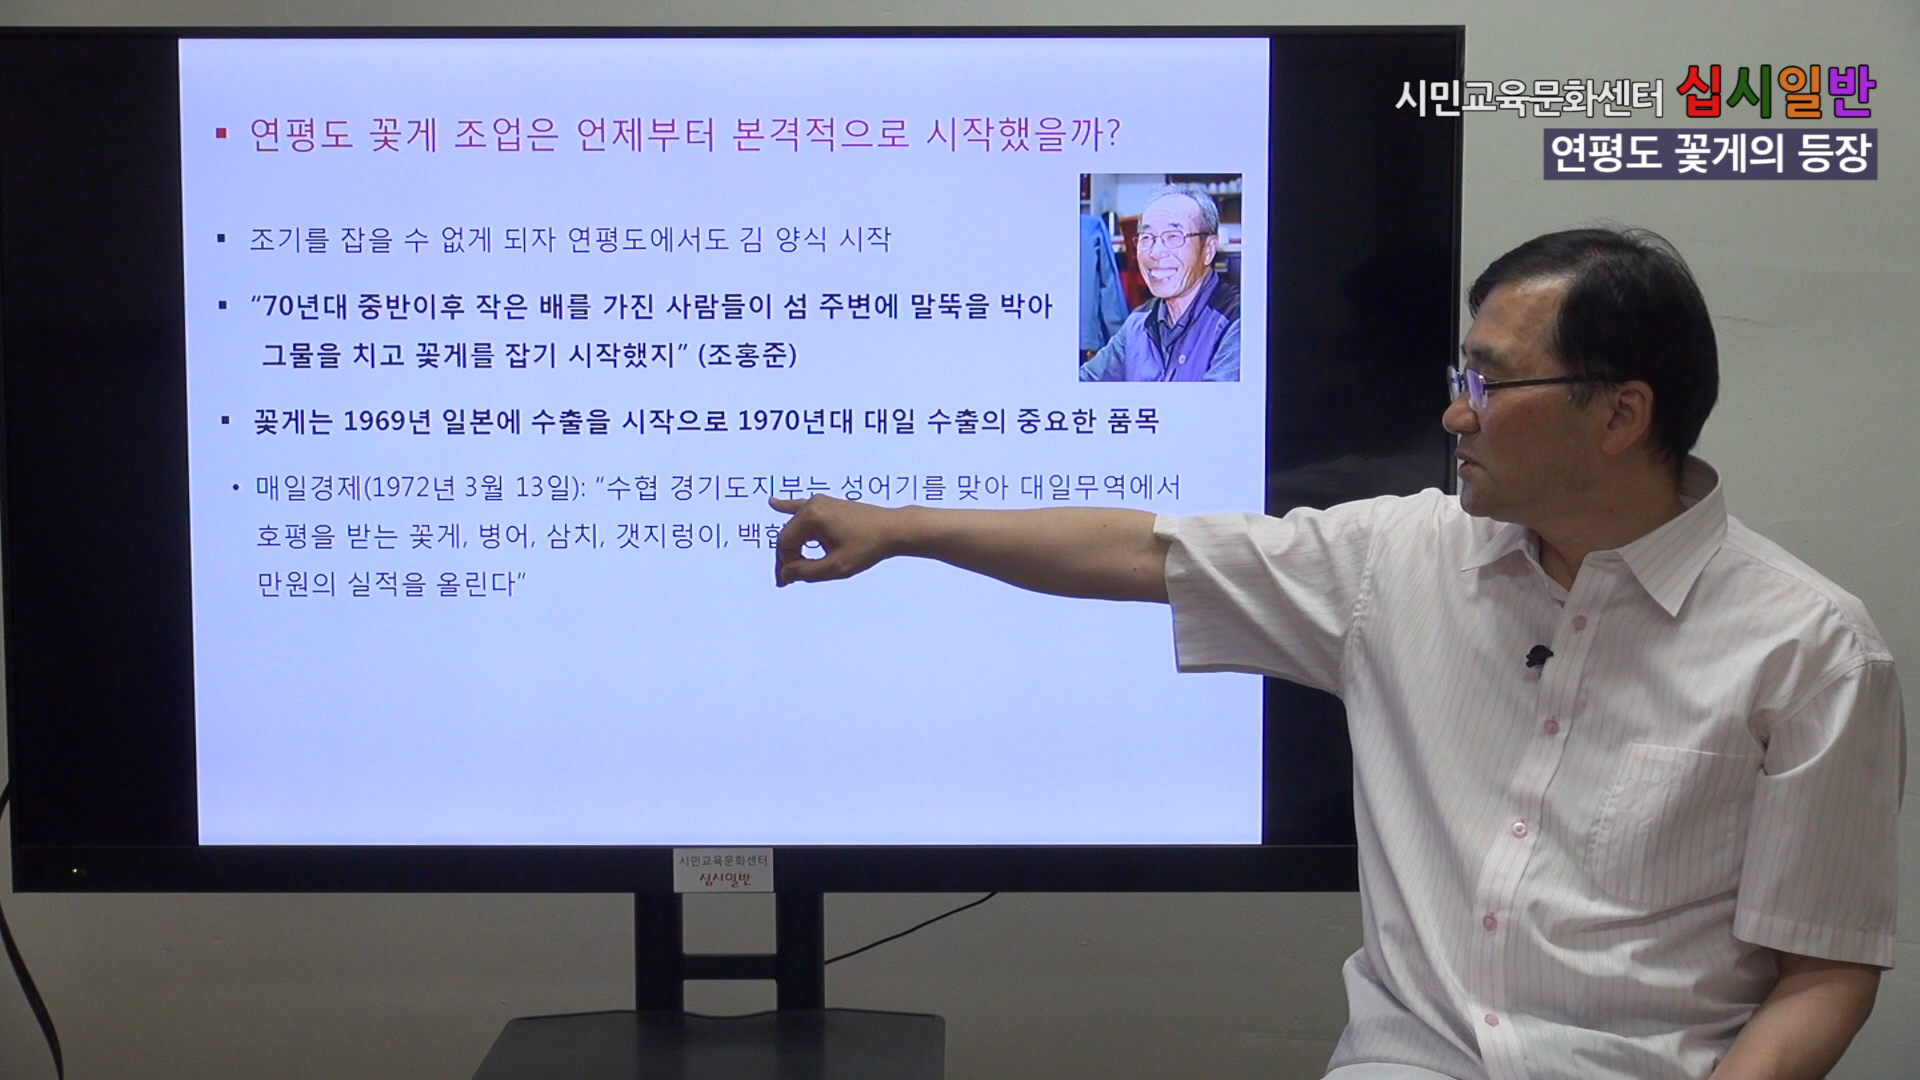 시민교육문화센터 십시일반
연평도 꽃게의 등장
▪ 연평도 꽃게 조업은 언제부터 본격적으로 시작했을까?
▪ 조기를 잡을 수 없게 되자 연평도에서도 김 양식 시작
▪ “70년대 중반이후 작은 배를 가진 사람들이 섬 주변에 말뚝을 박아
그물을 치고 꽃게를 잡기 시작했지” (조홍준)
▪ 꽃게는 1969년 일본에 수출을 시작으로 1970년대 대일 수출의 중요한 품목
• 매일경제(1972년 3월 13일): “수협 경기도지부는 성어기를 맞아 대일무역에서
호평을 받는 꽃게, 병어, 삼치, 갯지렁이,
만원의 실적을 올린다”
시민교육문화센터
십시일반